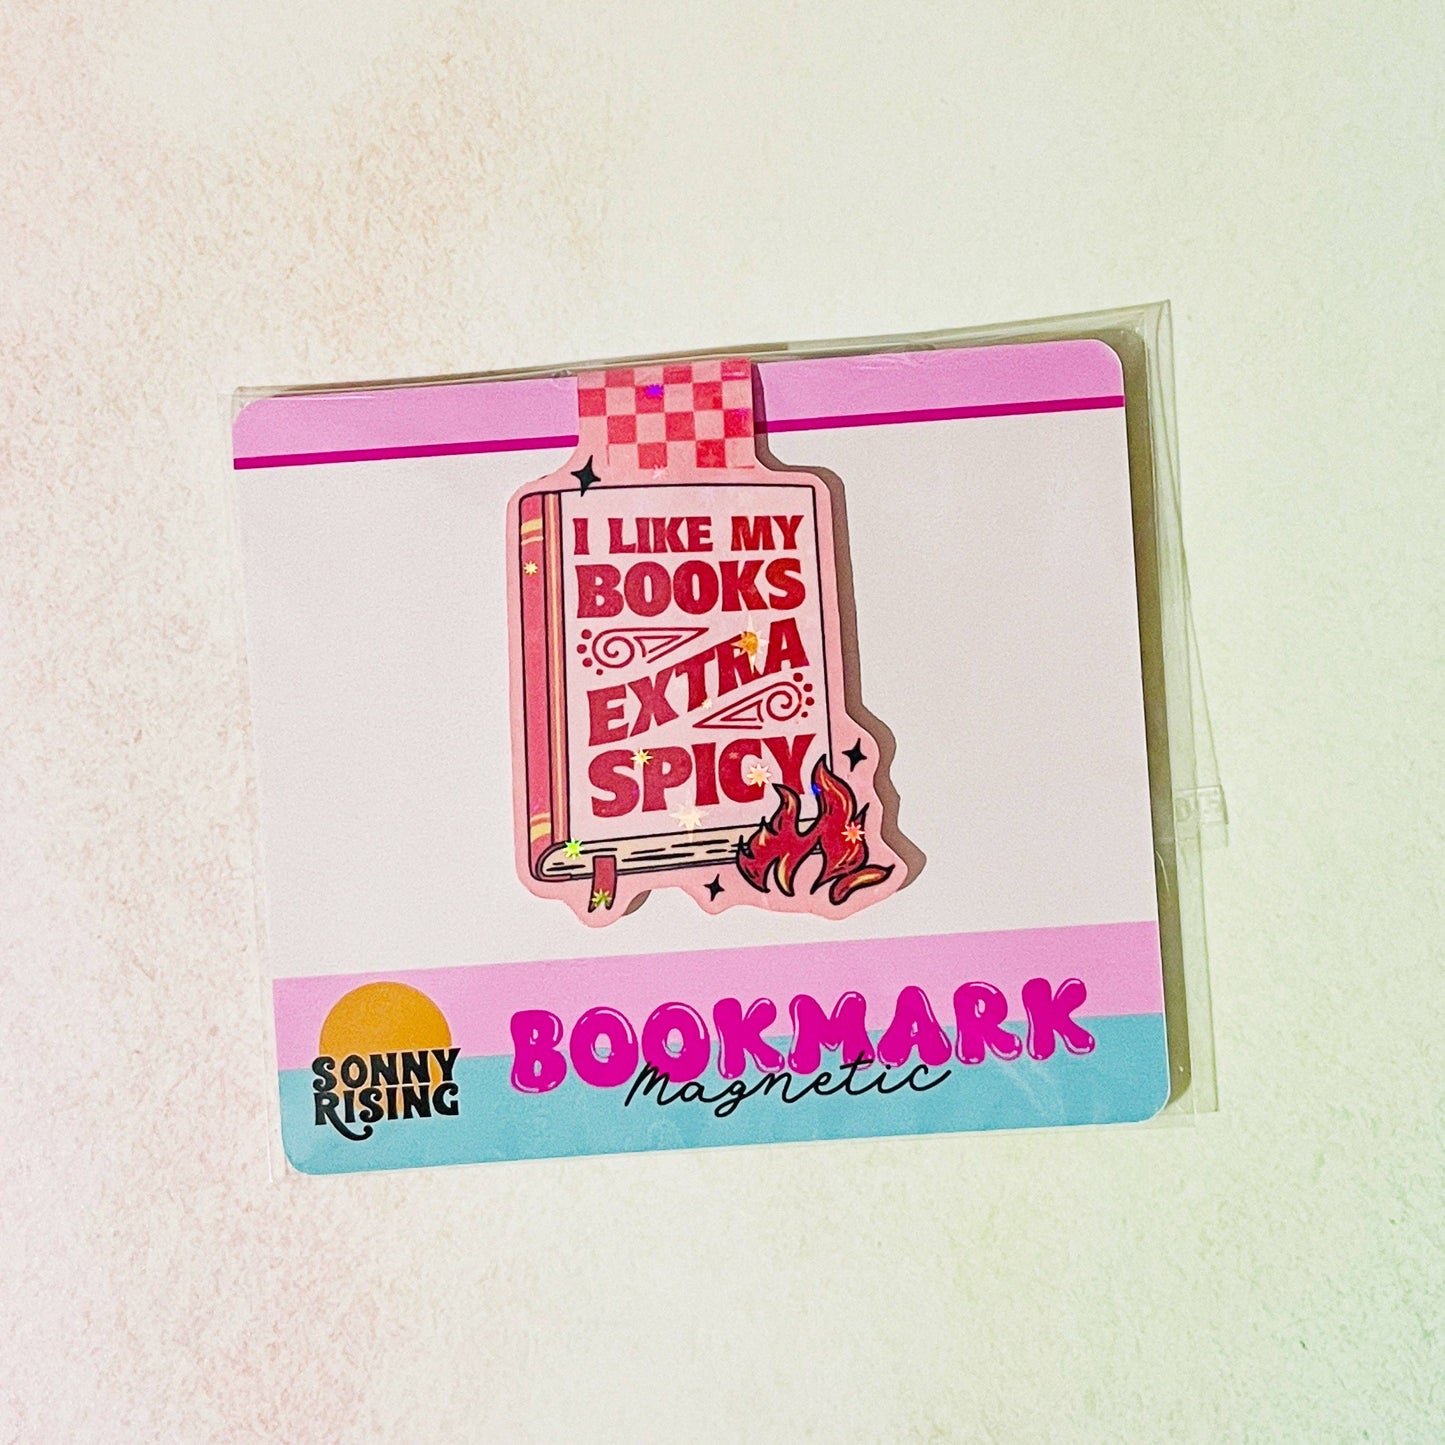 I LIKE MY
BOOKS
EXTRA
SPICY
SONNY
RISING
BOOKMARK
Magnetic